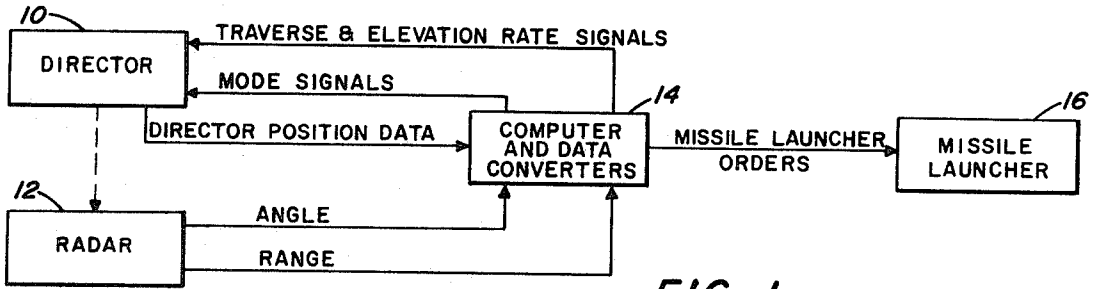 10
TRAVERSE & ELEVATION RATE SIGNALS
DIRECTOR
MODE SIGNALS
14
16
DIRECTOR POSITION DATA
COMPUTER
AND DATA
CONVERTERS
MISSILE LAUNCHER
ORDERS
MISSILE
LAUNCHER
12
RADAR
ANGLE
RANGE